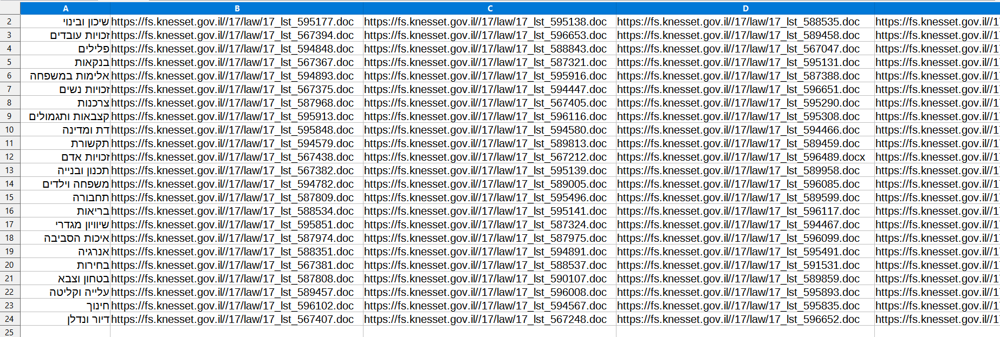 A B C D
2 שיכון ובינוי https://fs.knesset.gov.il//17/law/17_lst_595177.doc https://fs.knesset.gov.il//17/law/17_lst_595138.doc https://fs.knesset.gov.il//17/law/17_lst_588535.doc https://fs.knesset.gov.il//1
3 זכויות עובדים https://fs.knesset.gov.il//17/law/17_lst_567394.doc https://fs.knesset.gov.il//17/law/17_lst_596653.doc https://fs.knesset.gov.il//17/law/17_lst_589458.doc https://fs.knesset.gov.il//1
4 פלילים https://fs.knesset.gov.il//17/law/17_lst_594848.doc https://fs.knesset.gov.il//17/law/17_lst_588843.doc https://fs.knesset.gov.il//17/law/17_lst_567047.doc https://fs.knesset.gov.il//1
5 בנקאות https://fs.knesset.gov.il//17/law/17_lst_567367.doc https://fs.knesset.gov.il//17/law/17_lst_587321.doc https://fs.knesset.gov.il//17/law/17_lst_595131.doc https://fs.knesset.gov.il//1
6 אלימות במשפחה https://fs.knesset.gov.il//17/law/17_lst_594893.doc https://fs.knesset.gov.il//17/law/17_lst_595916.doc https://fs.knesset.gov.il//17/law/17_lst_587388.doc https://fs.knesset.gov.il//1
7 זכויות נשים https://fs.knesset.gov.il//17/law/17_lst_567375.doc https://fs.knesset.gov.il//17/law/17_lst_594447.doc https://fs.knesset.gov.il//17/law/17_lst_596651.doc https://fs.knesset.gov.il//1
8 צרכנות https://fs.knesset.gov.il//17/law/17_lst_587968.doc https://fs.knesset.gov.il//17/law/17_lst_567405.doc https://fs.knesset.gov.il//17/law/17_lst_595290.doc https://fs.knesset.gov.il//1
9 קצבאות ותגמולים https://fs.knesset.gov.il//17/law/17_lst_595913.doc https://fs.knesset.gov.il//17/law/17_lst_596116.doc https://fs.knesset.gov.il//17/law/17_lst_595308.doc https://fs.knesset.gov.il//1
10 דת ומדינה https://fs.knesset.gov.il//17/law/17_lst_595848.doc https://fs.knesset.gov.il//17/law/17_lst_594580.doc https://fs.knesset.gov.il//17/law/17_lst_594466.doc https://fs.knesset.gov.il//1
11 תקשורת https://fs.knesset.gov.il//17/law/17_lst_594579.doc https://fs.knesset.gov.il//17/law/17_lst_589813.doc https://fs.knesset.gov.il//17/law/17_lst_589459.doc https://fs.knesset.gov.il//1
12 זכויות אדם https://fs.knesset.gov.il//17/law/17_lst_567438.doc https://fs.knesset.gov.il//17/law/17_lst_567212.doc https://fs.knesset.gov.il//17/law/17_lst_596489.docx https://fs.knesset.gov.il//1
13 תכנון ובנייה https://fs.knesset.gov.il//17/law/17_lst_567382.doc https://fs.knesset.gov.il//17/law/17_lst_595139.doc https://fs.knesset.gov.il//17/law/17_lst_589958.doc https://fs.knesset.gov.il//1
14 משפחה וילדים https://fs.knesset.gov.il//17/law/17_lst_594782.doc https://fs.knesset.gov.il//17/law/17_lst_589005.doc https://fs.knesset.gov.il//17/law/17_lst_596085.doc https://fs.knesset.gov.il//1
15 תחבורה https://fs.knesset.gov.il//17/law/17_lst_587809.doc https://fs.knesset.gov.il//17/law/17_lst_595496.doc https://fs.knesset.gov.il//17/law/17_lst_589599.doc https://fs.knesset.gov.il//1
16 בריאות https://fs.knesset.gov.il//17/law/17_lst_588534.doc https://fs.knesset.gov.il//17/law/17_lst_595141.doc https://fs.knesset.gov.il//17/law/17_lst_596117.doc https://fs.knesset.gov.il//1
17 שיוויון מגדרי https://fs.knesset.gov.il//17/law/17_lst_595851.doc https://fs.knesset.gov.il//17/law/17_lst_587324.doc https://fs.knesset.gov.il//17/law/17_lst_594467.doc https://fs.knesset.gov.il//1
18 איכות הסביבה https://fs.knesset.gov.il//17/law/17_lst_587974.doc https://fs.knesset.gov.il//17/law/17_lst_587975.doc https://fs.knesset.gov.il//17/law/17_lst_596099.doc https://fs.knesset.gov.il//1
19 אנרגיה https://fs.knesset.gov.il//17/law/17_lst_588351.doc https://fs.knesset.gov.il//17/law/17_lst_594891.doc https://fs.knesset.gov.il//17/law/17_lst_595491.doc https://fs.knesset.gov.il//1
20 בחירות https://fs.knesset.gov.il//17/law/17_lst_567381.doc https://fs.knesset.gov.il//17/law/17_lst_588537.doc https://fs.knesset.gov.il//17/law/17_lst_591531.doc https://fs.knesset.gov.il//1
21 בטחון וצבא https://fs.knesset.gov.il//17/law/17_lst_587808.doc https://fs.knesset.gov.il//17/law/17_lst_590107.doc https://fs.knesset.gov.il//17/law/17_lst_589859.doc https://fs.knesset.gov.il//1
22 עלייה וקליטה https://fs.knesset.gov.il//17/law/17_lst_589457.doc https://fs.knesset.gov.il//17/law/17_lst_596008.doc https://fs.knesset.gov.il//17/law/17_lst_595893.doc https://fs.knesset.gov.il//1
23 חינוך https://fs.knesset.gov.il//17/law/17_lst_596102.doc https://fs.knesset.gov.il//17/law/17_lst_594567.doc https://fs.knesset.gov.il//17/law/17_lst_595835.doc https://fs.knesset.gov.il//1
24 דיור ונדלן https://fs.knesset.gov.il//17/law/17_lst_567407.doc https://fs.knesset.gov.il//17/law/17_lst_567248.doc https://fs.knesset.gov.il//17/law/17_lst_596652.doc https://fs.knesset.gov.il//1
25